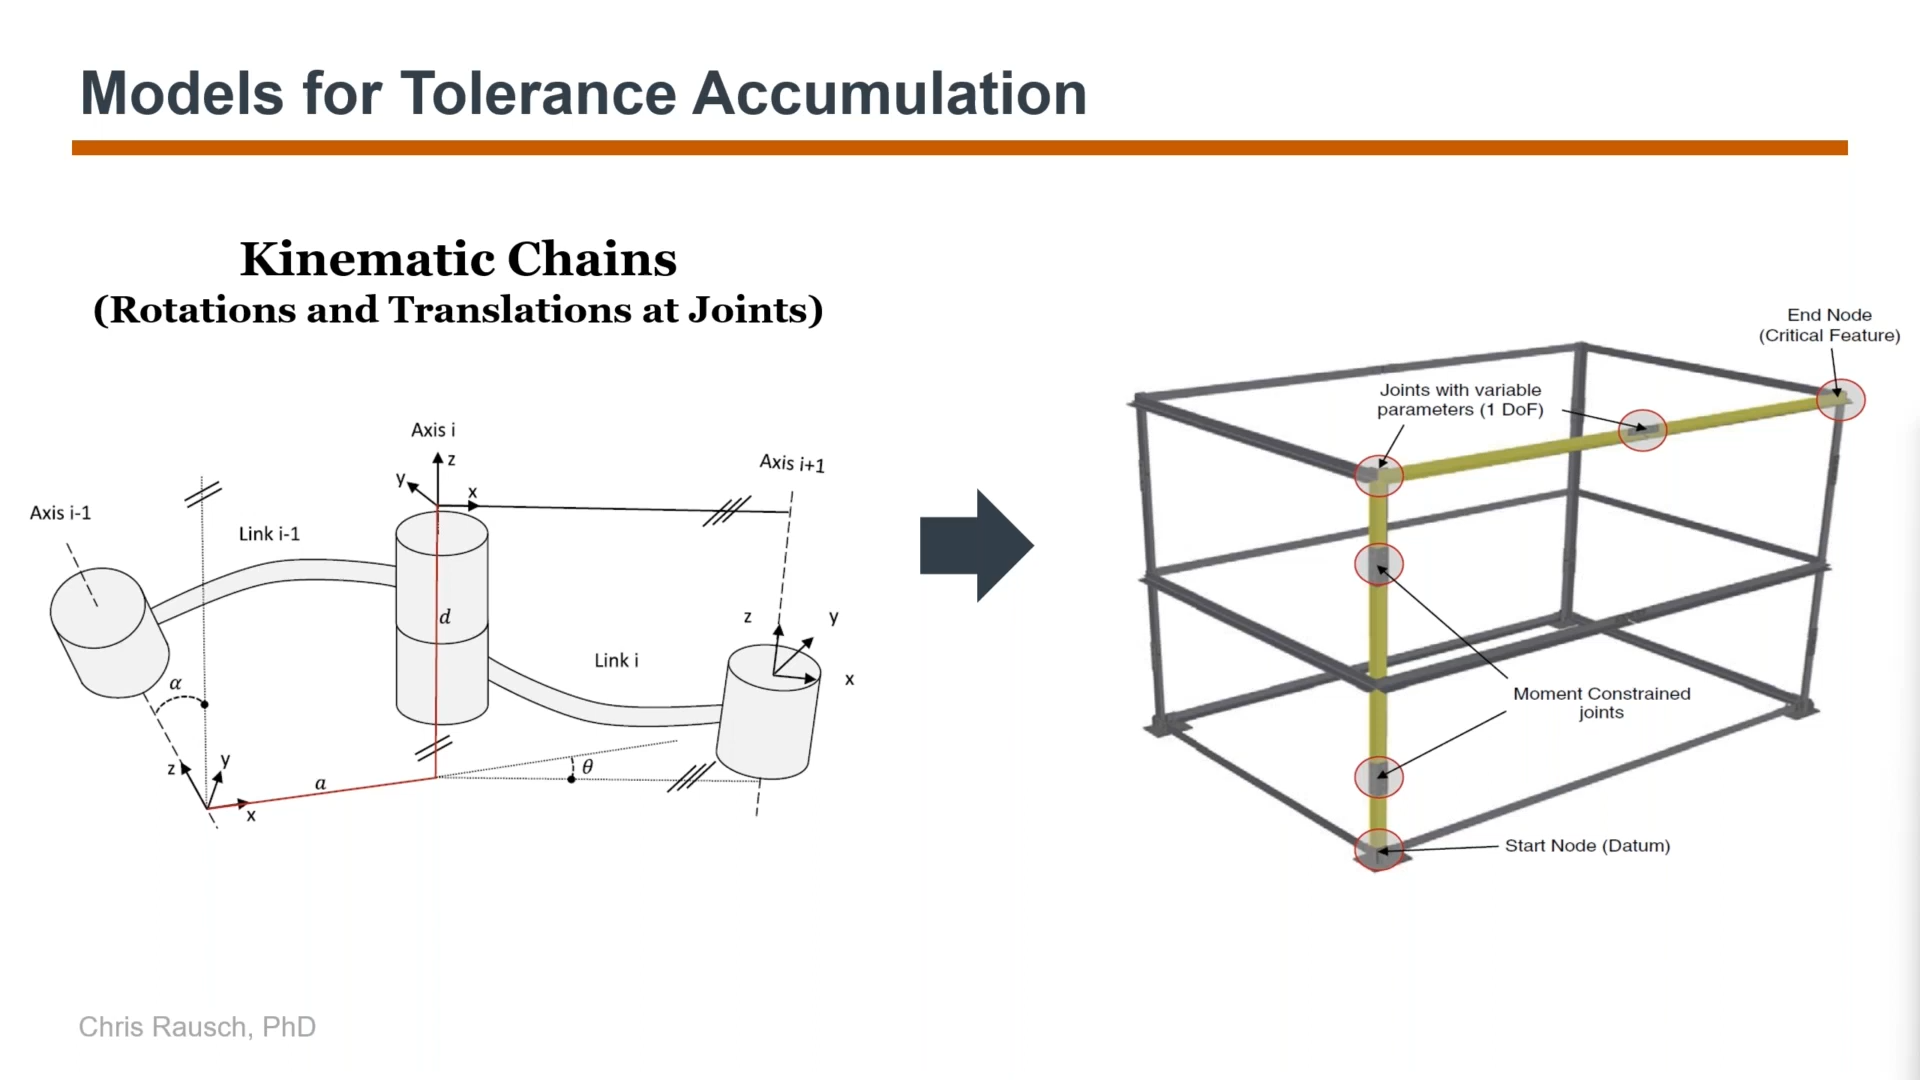 Models for Tolerance Accumulation
Kinematic Chains
(Rotations and Translations at Joints)
Axis i-1
Link i-1
Axis i
z
y
x
Axis i+1
d
Link i
z
y
x
α
z
y
x
a
θ
End Node
(Critical Feature)
Joints with variable
parameters (1 DoF)
Moment Constrained
joints
Start Node (Datum)
Chris Rausch, PhD